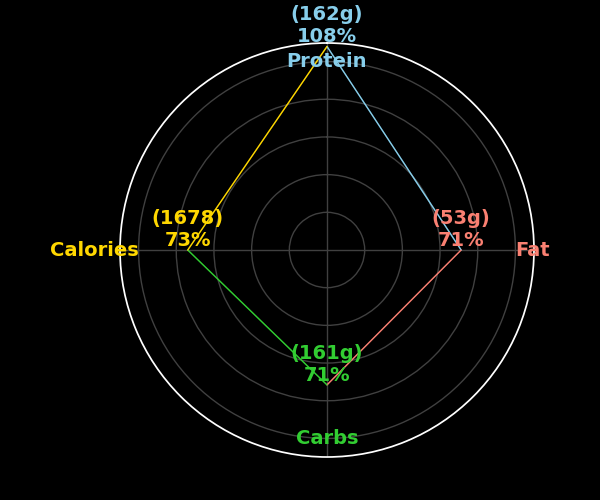 (162g)
108%
Protein
(1678)
73%
Calories
(53g)
71%
Fat
(161g)
71%
Carbs